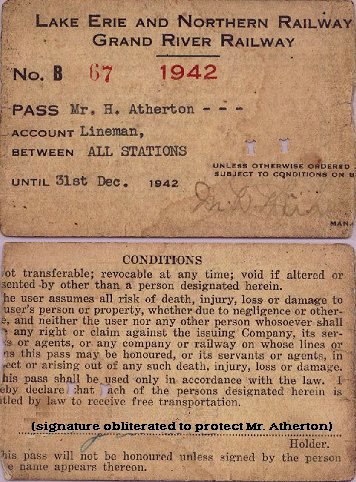 LAKE ERIE AND NORTHERN RAILWAY
GRAND RIVER RAILWAY
No. B 67 1942
PASS Mr. H. Atherton - - -
ACCOUNT Lineman,
BETWEEN ALL STATIONS
UNLESS OTHERWISE ORDERED
SUBJECT TO CONDITIONS ON B
UNTIL 31st Dec. 1942
MAN
CONDITIONS
ot transferable; revocable at any time; void if altered or
sented by other than a person designated herein.
he user assumes all risk of death, injury, loss or damage to
user's person or property, whether due to negligence or other-
e, and neither the user nor any other person whosoever shall
any right or claim against the issuing Company, its ser-
s or agents, or any company or railway on whose lines or
ns this pass may be honoured, or its servants or agents, in
ect or arising out of any such death, injury, loss or damage.
his pass shall be used only in accordance with the law. I
eby declare that each of the persons designated herein is
itled by law to receive free transportation.
(signature obliterated to protect Mr. Atherton)
Holder.
his pass will not be honoured unless signed by the person
e name appears thereon.